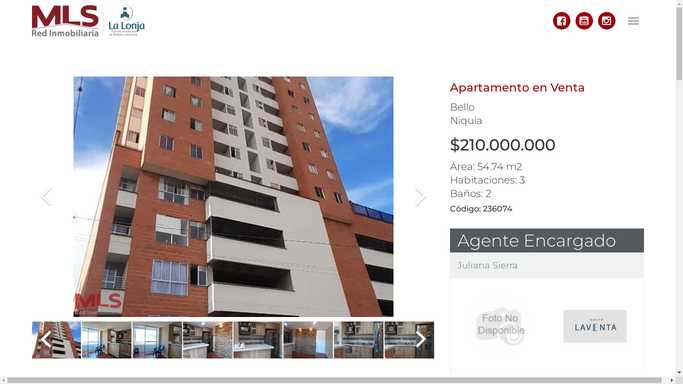 MLS
Red Inmobiliaria
La Lonja
Apartamento en Venta
Bello
Niquia
$210.000.000
Área: 54.74 m2
Habitaciones: 3
Baños: 2
Código: 236074
MLS
Agente Encargado
Juliana Sierra
Foto No
Disponible
LAVENTA